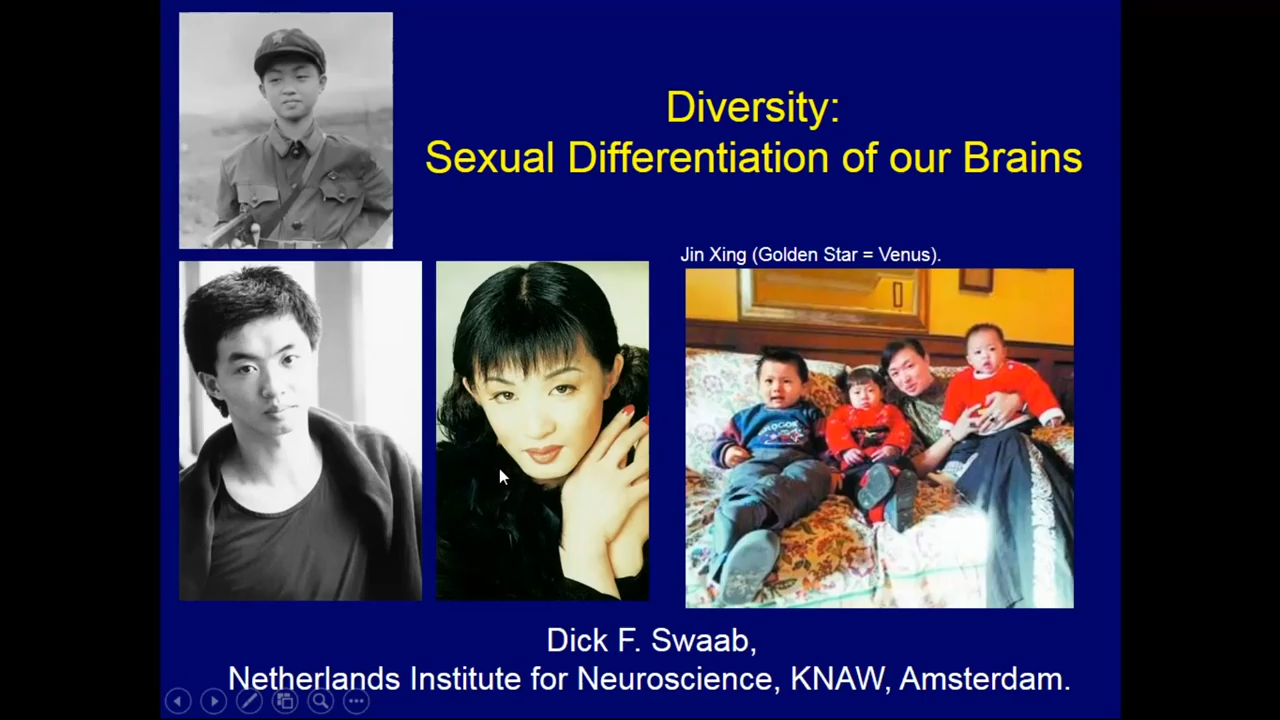 Diversity:
Sexual Differentiation of our Brains
Jin Xing (Golden Star = Venus).
Dick F. Swaab,
Netherlands Institute for Neuroscience, KNAW, Amsterdam.